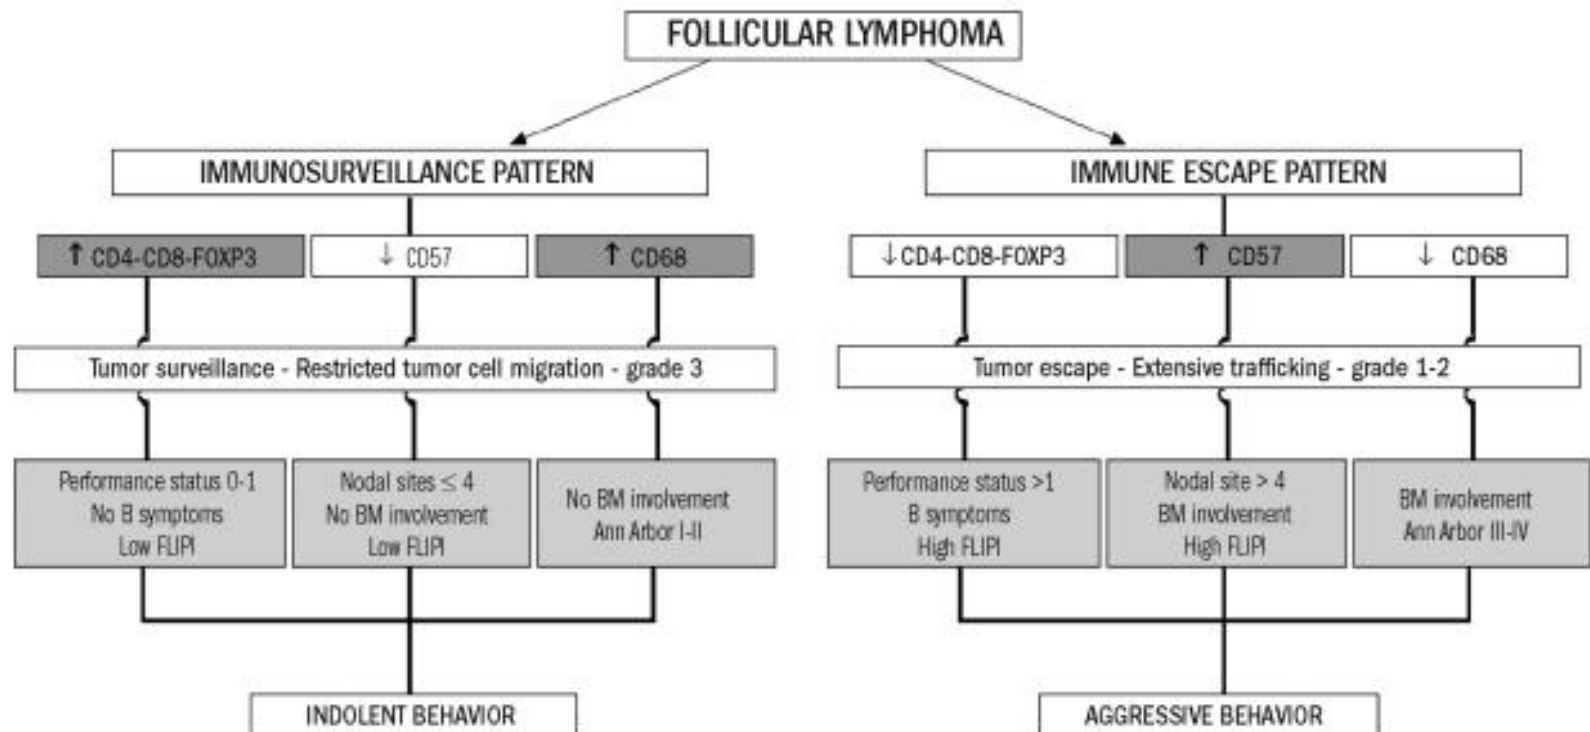 FOLLICULAR LYMPHOMA
IMMUNOSURVEILLANCE PATTERN
IMMUNE ESCAPE PATTERN
↑ CD4-CD8-FOXP3
↓ CD57
↑ CD68
↓ CD4-CD8-FOXP3
↑ CD57
↓ CD68
Tumor surveillance - Restricted tumor cell migration - grade 3
Tumor escape - Extensive trafficking - grade 1-2
Performance status 0-1
No B symptoms
Low FLIPI
Nodal sites ≤ 4
No BM involvement
Low FLIPI
No BM involvement
Ann Arbor I-II
Performance status >1
B symptoms
High FLIPI
Nodal site > 4
BM involvement
High FLIPI
BM involvement
Ann Arbor III-IV
INDOLENT BEHAVIOR
AGGRESSIVE BEHAVIOR